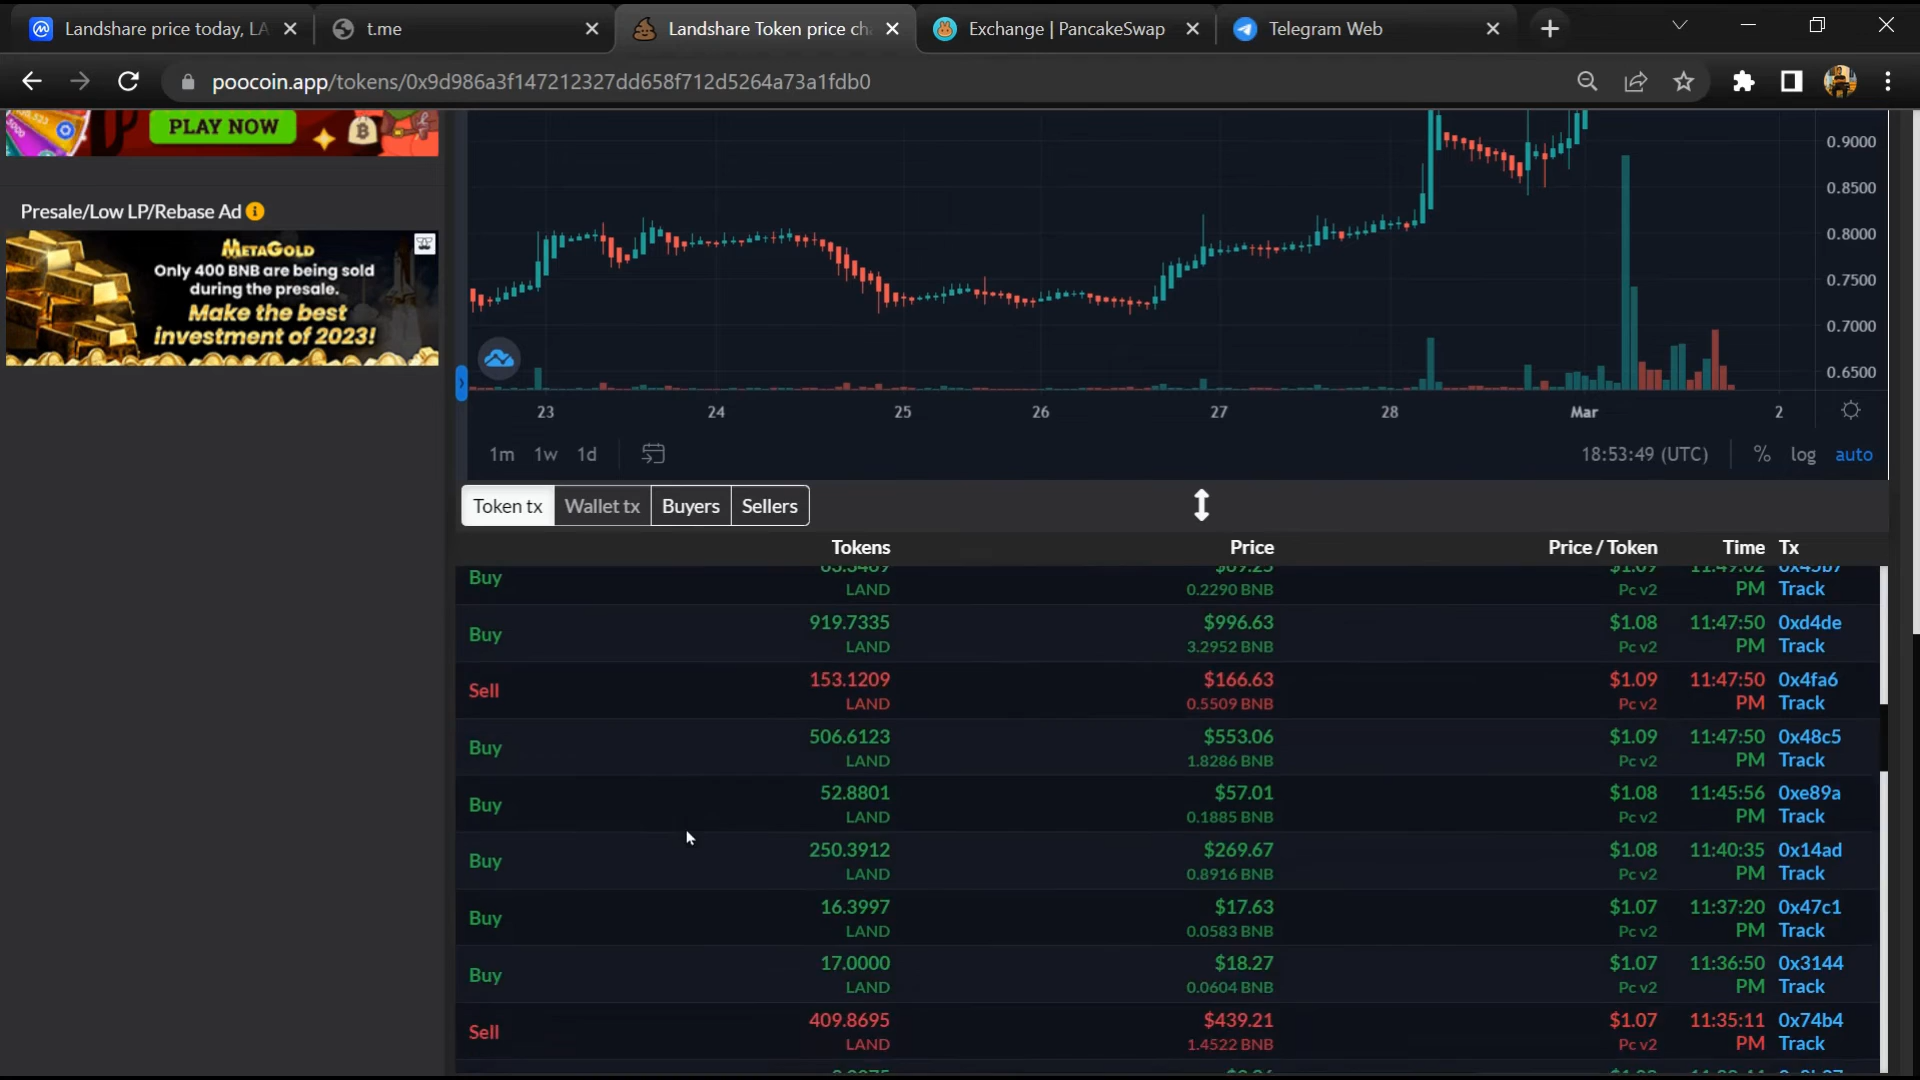 Landshare price today, LA
t.me
Landshare Token price cha
Exchange | PancakeSwap
Telegram Web
poocoin.app/tokens/0x9d986a3f147212327dd658f712d5264a73a1fdb0
PLAY NOW
Presale/Low LP/Rebase Ad
METAGOLD
Only 400 BNB are being sold
during the presale.
Make the best
investment of 2023!
0.9000
0.8500
0.8000
0.7500
0.7000
0.6500
23 24 25 26 27 28 Mar 2
1m 1w 1d 18:53:49 (UTC) % log auto
Token tx Wallet tx Buyers Sellers
Tokens Price Price / Token Time Tx
Buy
LAND 0.2290 BNB Pc v2 PM Track
919.7335 $996.63 $1.08 11:47:50 0xd4de
Buy
LAND 3.2952 BNB Pc v2 PM Track
153.1209 $166.63 $1.09 11:47:50 0x4fa6
Sell
LAND 0.5509 BNB Pc v2 PM Track
506.6123 $553.06 $1.09 11:47:50 0x48c5
Buy
LAND 1.8286 BNB Pc v2 PM Track
52.8801 $57.01 $1.08 11:45:56 0xe89a
Buy
LAND 0.1885 BNB Pc v2 PM Track
250.3912 $269.67 $1.08 11:40:35 0x14ad
Buy
LAND 0.8916 BNB Pc v2 PM Track
16.3997 $17.63 $1.07 11:37:20 0x47c1
Buy
LAND 0.0583 BNB Pc v2 PM Track
17.0000 $18.27 $1.07 11:36:50 0x3144
Buy
LAND 0.0604 BNB Pc v2 PM Track
409.8695 $439.21 $1.07 11:35:11 0x74b4
Sell
LAND 1.4522 BNB Pc v2 PM Track